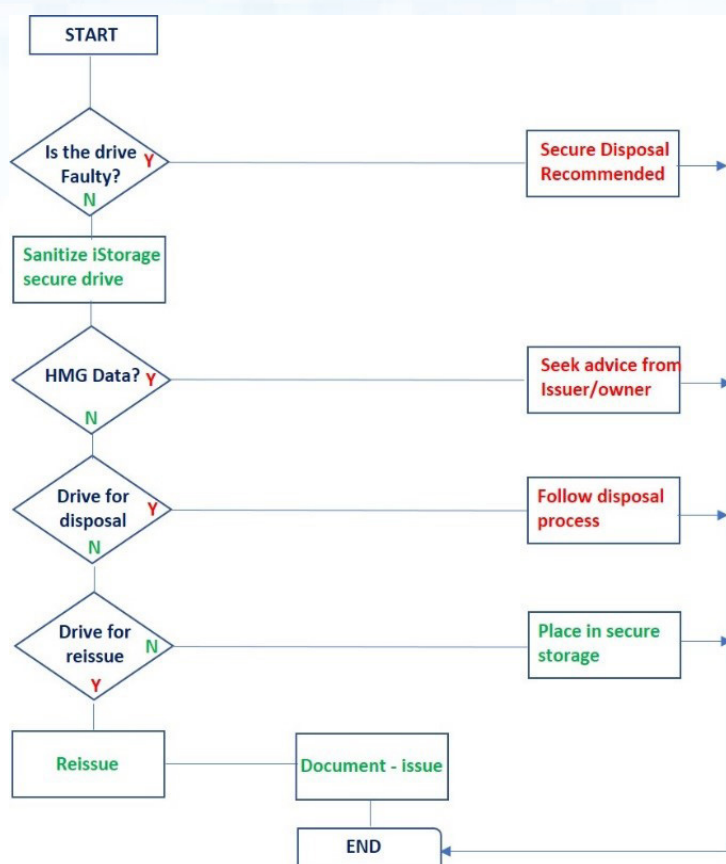 START
Is the drive Y
Faulty?
N
Secure Disposal
Recommended
Sanitize iStorage
secure drive
HMG Data? Y
N
Seek advice from
Issuer/owner
Drive for
disposal
Y
N
Follow disposal
process
Drive for
reissue
N
Y
Place in secure
storage
Reissue
Document - issue
END